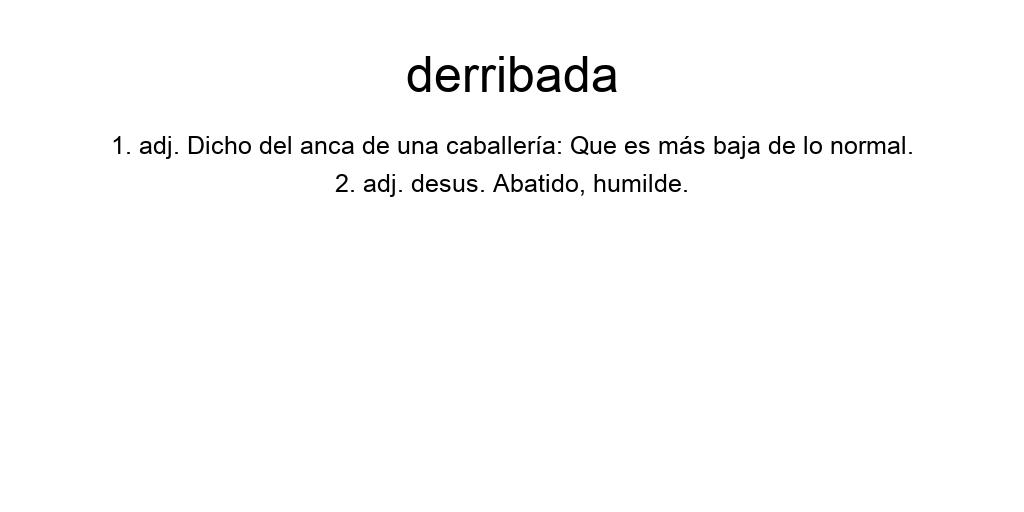 derribada
1. adj. Dicho del anca de una caballería: Que es más baja de lo normal.
2. adj. desus. Abatido, humilde.